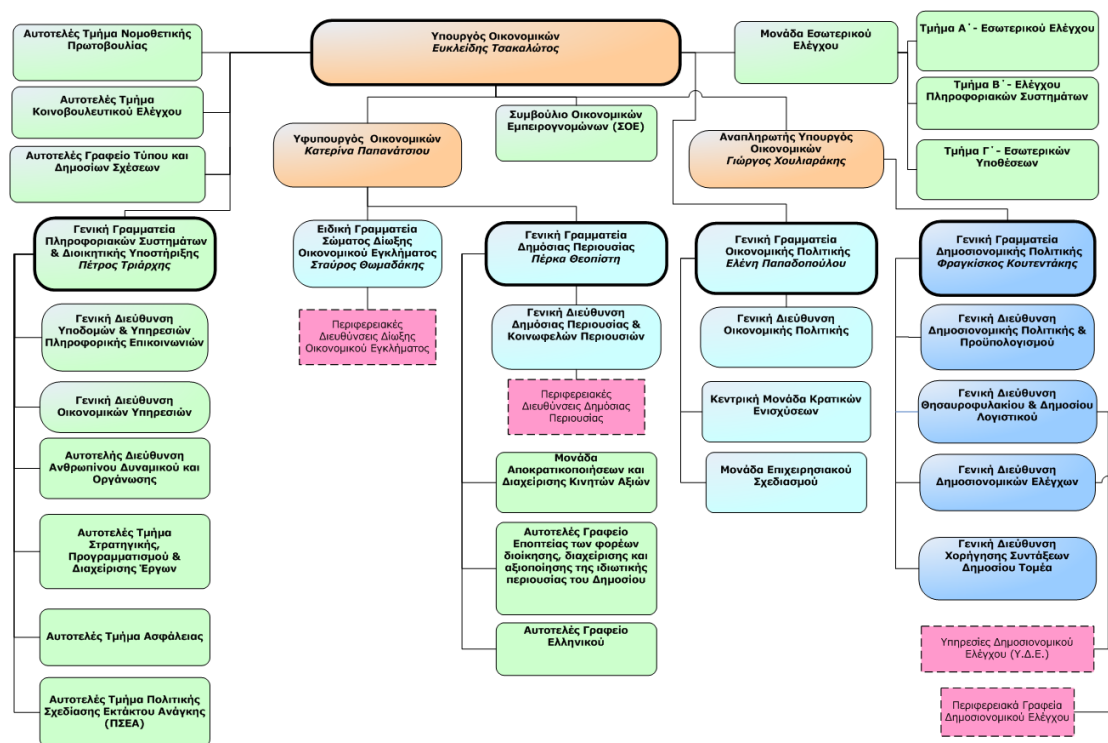 Αυτοτελές Τμήμα Νομοθετικής
Πρωτοβουλίας
Υπουργός Οικονομικών
Ευκλείδης Τσακαλώτος
Μονάδα Εσωτερικού
Ελέγχου
Τμήμα Α΄- Εσωτερικού Ελέγχου
Τμήμα Β΄- Ελέγχου
Πληροφοριακών Συστημάτων
Τμήμα Γ΄- Εσωτερικών
Υποθέσεων
Αυτοτελές Τμήμα
Κοινοβουλευτικού Ελέγχου
Αυτοτελές Γραφείο Τύπου και
Δημοσίων Σχέσεων
Υφυπουργός Οικονομικών
Κατερίνα Παπανάτσιου
Συμβούλιο Οικονομικών
Εμπειρογνωμόνων (ΣΟΕ)
Αναπληρωτής Υπουργός
Οικονομικών
Γιώργος Χουλιαράκης
Γενική Γραμματεία
Πληροφοριακών Συστημάτων
& Διοικητικής Υποστήριξης
Πέτρος Τριάρχης
Γενική Διεύθυνση
Υποδομών & Υπηρεσιών
Πληροφορικής Επικοινωνιών
Γενική Διεύθυνση
Οικονομικών Υπηρεσιών
Αυτοτελής Διεύθυνση
Ανθρωπίνου Δυναμικού και
Οργάνωσης
Αυτοτελές Τμήμα
Στρατηγικής,
Προγραμματισμού &
Διαχείρισης Έργων
Αυτοτελές Τμήμα Ασφάλειας
Αυτοτελές Τμήμα Πολιτικής
Σχεδίασης Εκτάκτου Ανάγκης
(ΠΣΕΑ)
Ειδική Γραμματεία
Σώματος Δίωξης
Οικονομικού Εγκλήματος
Σταύρος Θωμαδάκης
Περιφερειακές
Διευθύνσεις Δίωξης
Οικονομικού Εγκλήματος
Γενική Γραμματεία
Δημόσιας Περιουσίας
Πέρκα Θεοπίστη
Γενική Διεύθυνση
Δημόσιας Περιουσίας &
Κοινωφελών Περιουσιών
Περιφερειακές
Διευθύνσεις Δημόσιας
Περιουσίας
Μονάδα
Αποκρατικοποιήσεων και
Διαχείρισης Κινητών Αξιών
Αυτοτελές Γραφείο
Εποπτείας των φορέων
διοίκησης, διαχείρισης και
αξιοποίησης της ιδιωτικής
περιουσίας του Δημοσίου
Αυτοτελές Γραφείο
Ελληνικού
Γενική Γραμματεία
Οικονομικής Πολιτικής
Ελένη Παπαδοπούλου
Γενική Διεύθυνση
Οικονομικής Πολιτικής
Κεντρική Μονάδα Κρατικών
Ενισχύσεων
Μονάδα Επιχειρησιακού
Σχεδιασμού
Γενική Γραμματεία
Δημοσιονομικής Πολιτικής
Φραγκίσκος Κουτεντάκης
Γενική Διεύθυνση
Δημοσιονομικής Πολιτικής &
Προϋπολογισμού
Γενική Διεύθυνση
Θησαυροφυλακίου & Δημοσίου
Λογιστικού
Γενική Διεύθυνση
Δημοσιονομικών Ελέγχων
Γενική Διεύθυνση
Χορήγησης Συντάξεων
Δημοσίου Τομέα
Υπηρεσίες Δημοσιονομικού
Ελέγχου (Υ.Δ.Ε.)
Περιφερειακά Γραφεία
Δημοσιονομικού Ελέγχου